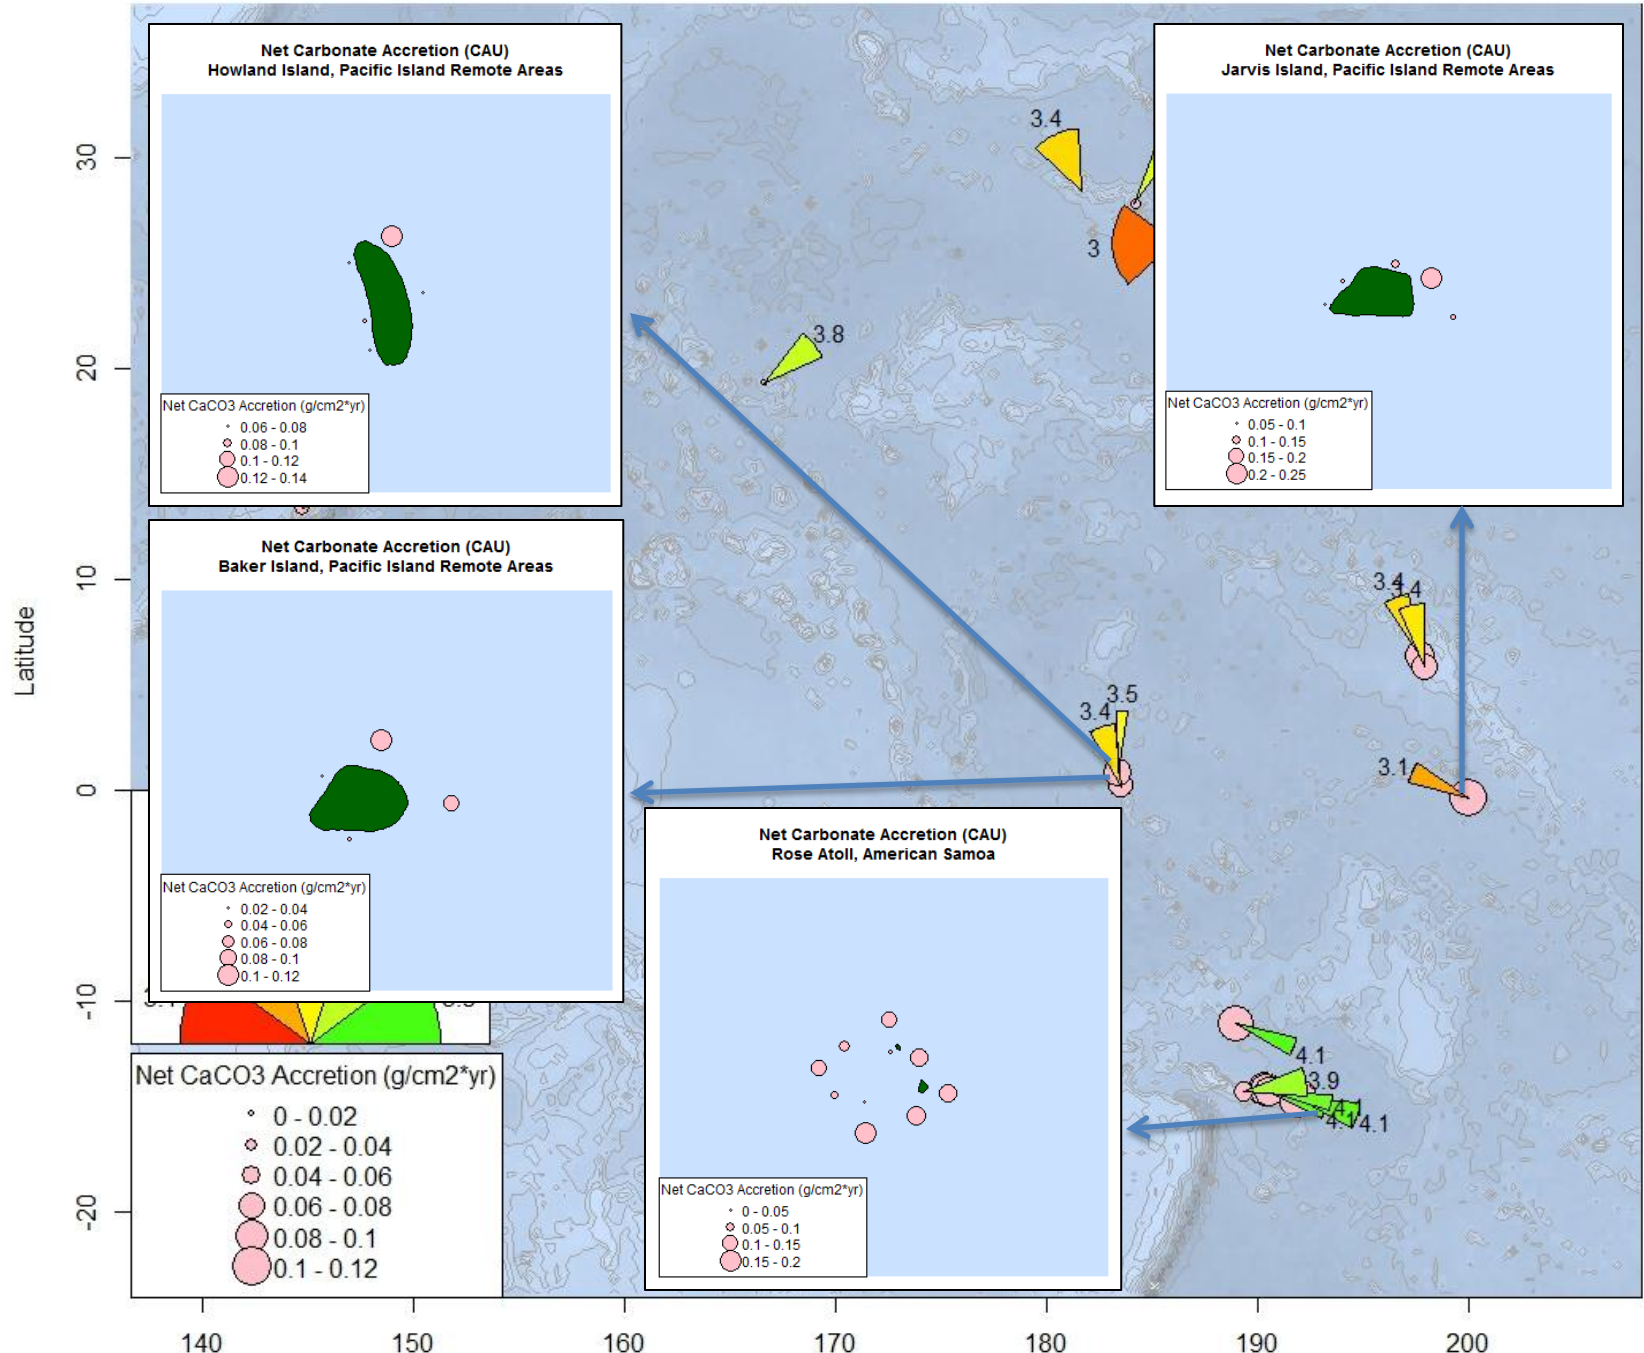 Net Carbonate Accretion (CAU)
Howland Island, Pacific Island Remote Areas
Net CaCO3 Accretion (g/cm2*yr)
0.06 - 0.08
0.08 - 0.1
0.1 - 0.12
0.12 - 0.14
Net Carbonate Accretion (CAU)
Jarvis Island, Pacific Island Remote Areas
Net CaCO3 Accretion (g/cm2*yr)
0.05 - 0.1
0.1 - 0.15
0.15 - 0.2
0.2 - 0.25
3.4
3
3.8
Net Carbonate Accretion (CAU)
Baker Island, Pacific Island Remote Areas
Net CaCO3 Accretion (g/cm2*yr)
0.02 - 0.04
0.04 - 0.06
0.06 - 0.08
0.08 - 0.1
0.1 - 0.12
3.4
3.5
3.4
3.1
Net Carbonate Accretion (CAU)
Rose Atoll, American Samoa
Net CaCO3 Accretion (g/cm2*yr)
0 - 0.05
0.05 - 0.1
0.1 - 0.15
0.15 - 0.2
4.1
3.9
4.1
Net CaCO3 Accretion (g/cm2*yr)
0 - 0.02
0.02 - 0.04
0.04 - 0.06
0.06 - 0.08
0.08 - 0.1
0.1 - 0.12
Latitude
30
20
10
0
-10
-20
140
150
160
170
180
190
200